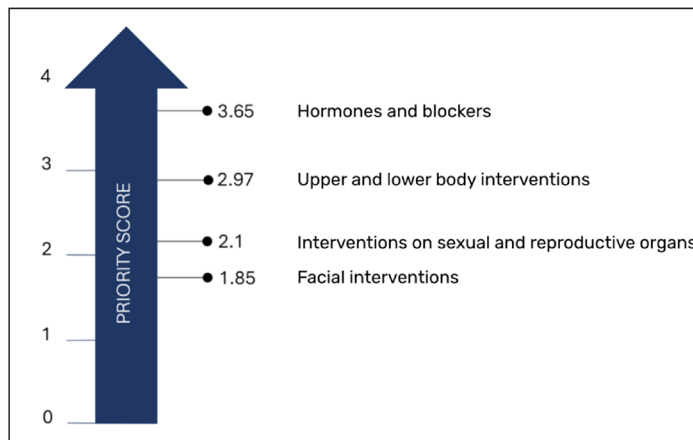 4
3.65 Hormones and blockers
3
2.97 Upper and lower body interventions
2.1 Interventions on sexual and reproductive organs
2
1.85 Facial interventions
1
0
PRIORITY SCORE